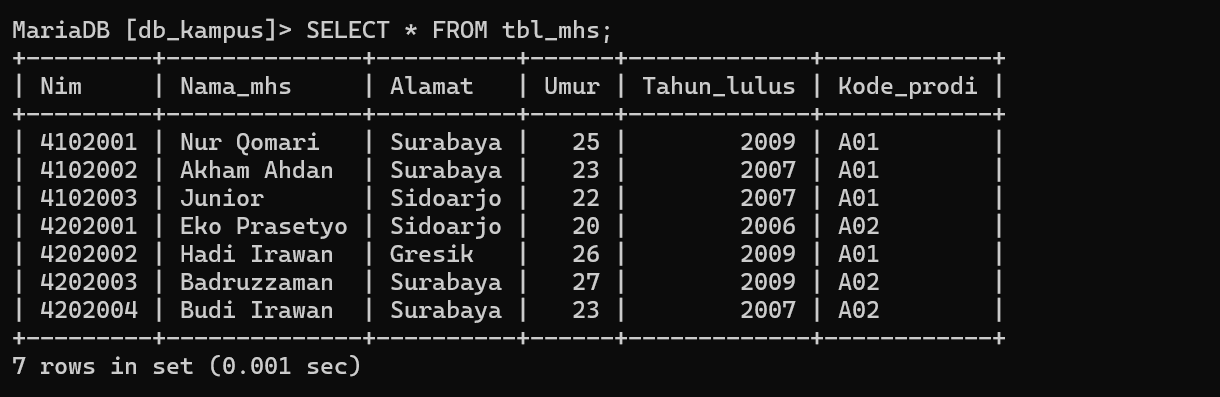 MariaDB [db_kampus]> SELECT * FROM tbl_mhs;
+---------+--------------+----------+------+-------------+------------+
| Nim     | Nama_mhs     | Alamat   | Umur | Tahun_lulus | Kode_prodi |
+---------+--------------+----------+------+-------------+------------+
| 4102001 | Nur Qomari   | Surabaya |   25 |        2009 | A01        |
| 4102002 | Akham Ahdan  | Surabaya |   23 |        2007 | A01        |
| 4102003 | Junior       | Sidoarjo |   22 |        2007 | A01        |
| 4202001 | Eko Prasetyo | Sidoarjo |   20 |        2006 | A02        |
| 4202002 | Hadi Irawan  | Gresik   |   26 |        2009 | A01        |
| 4202003 | Badruzzaman  | Surabaya |   27 |        2009 | A02        |
| 4202004 | Budi Irawan  | Surabaya |   23 |        2007 | A02        |
+---------+--------------+----------+------+-------------+------------+
7 rows in set (0.001 sec)